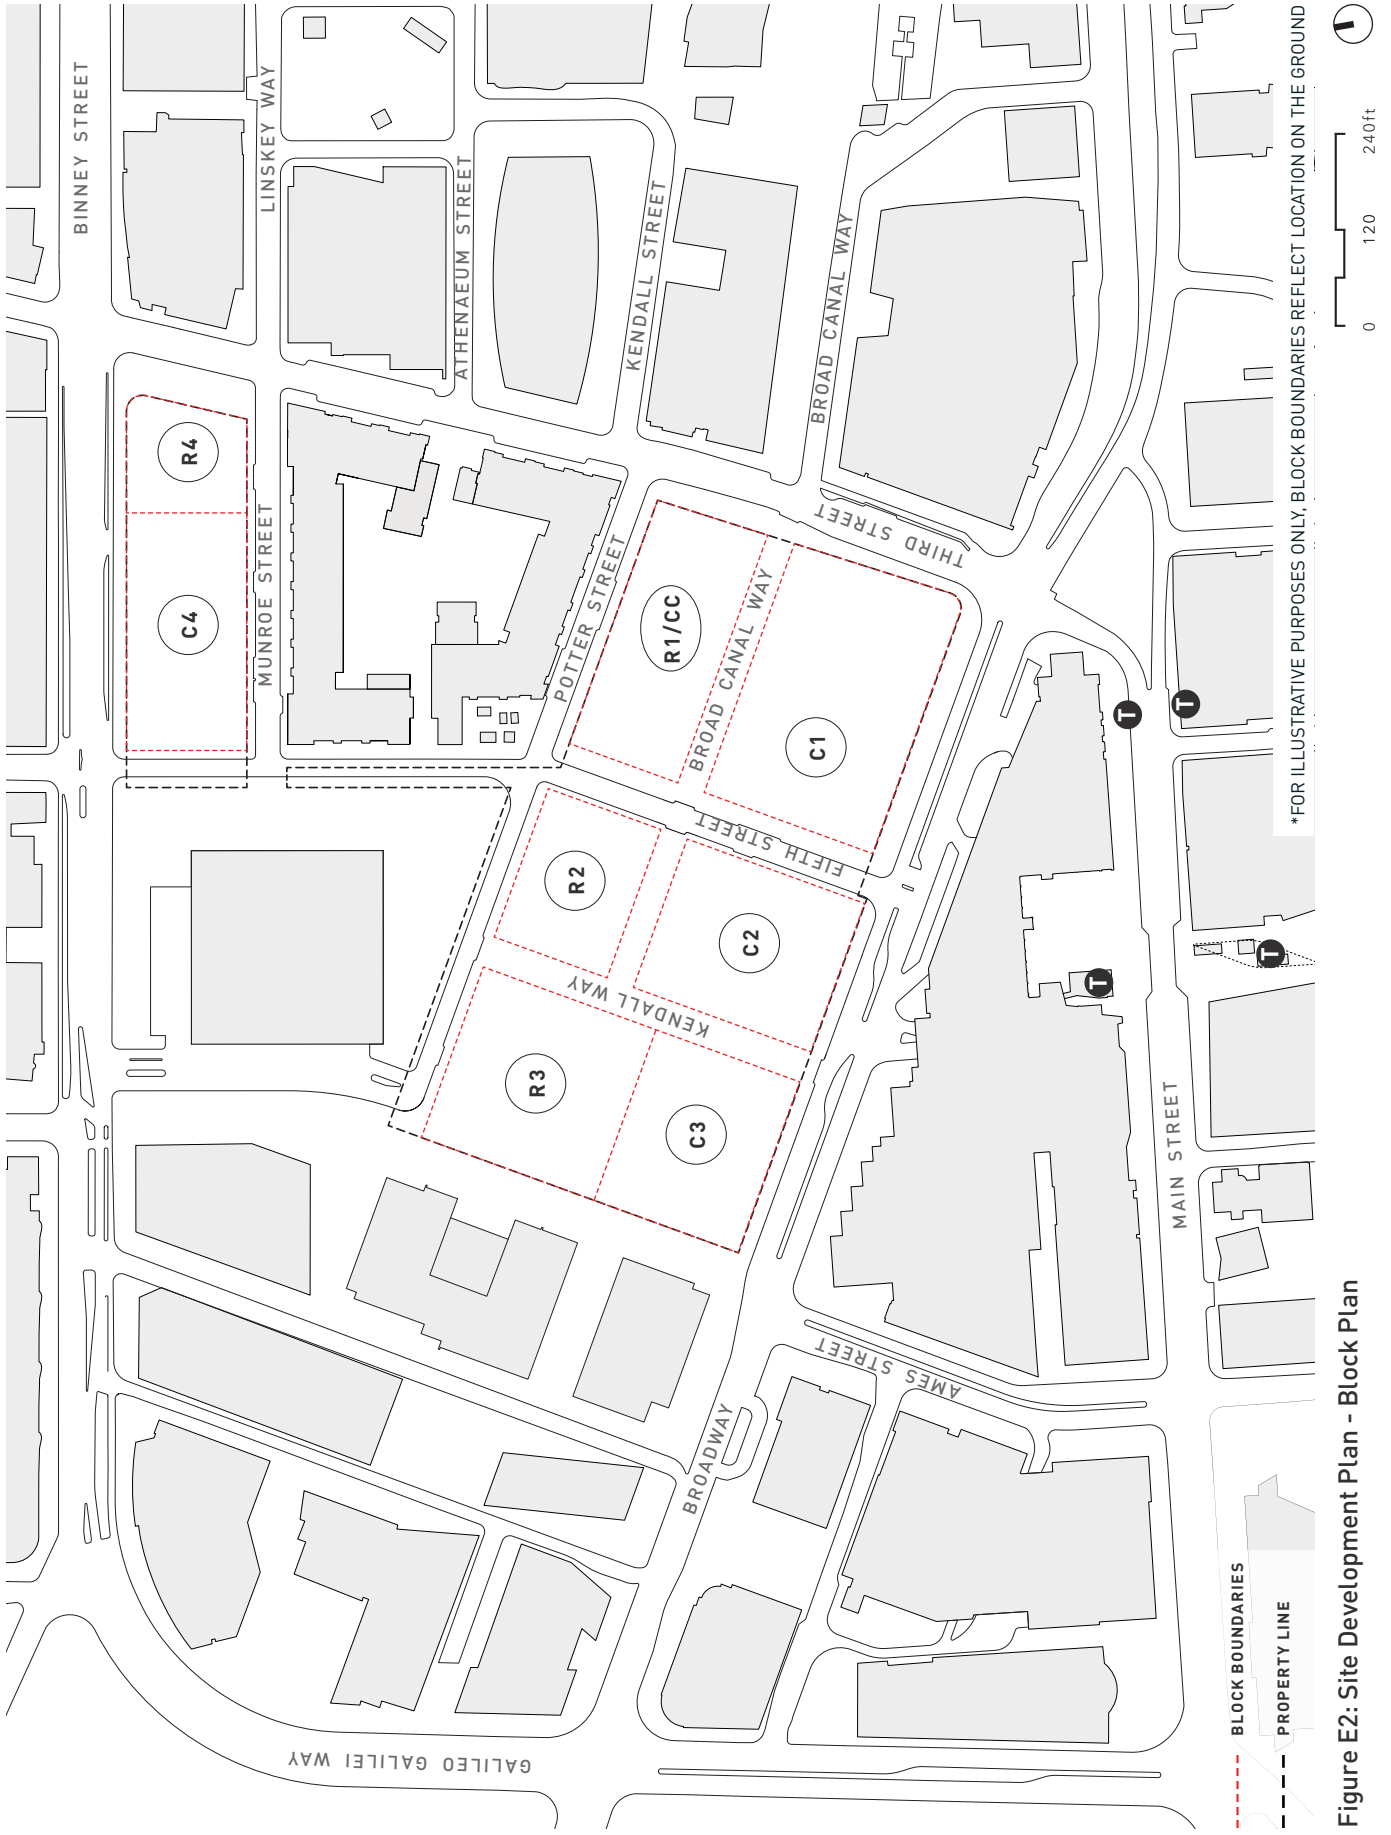 BINNEY STREET
LINSKEY WAY
ATHENAEUM STREET
KENDALL STREET
BROAD CANAL WAY
MUNROE STREET
POTTER STREET
THIRD STREET
BROAD CANAL WAY
FIFTH STREET
KENDALL WAY
MAIN STREET
AMES STREET
BROADWAY
GALILEO GALILEI WAY
R4
C4
R1/CC
C1
R2
C2
R3
C3
T
T
T
T
*FOR ILLUSTRATIVE PURPOSES ONLY, BLOCK BOUNDARIES REFLECT LOCATION ON THE GROUND
0 120 240ft
BLOCK BOUNDARIES
PROPERTY LINE
Figure E2: Site Development Plan - Block Plan